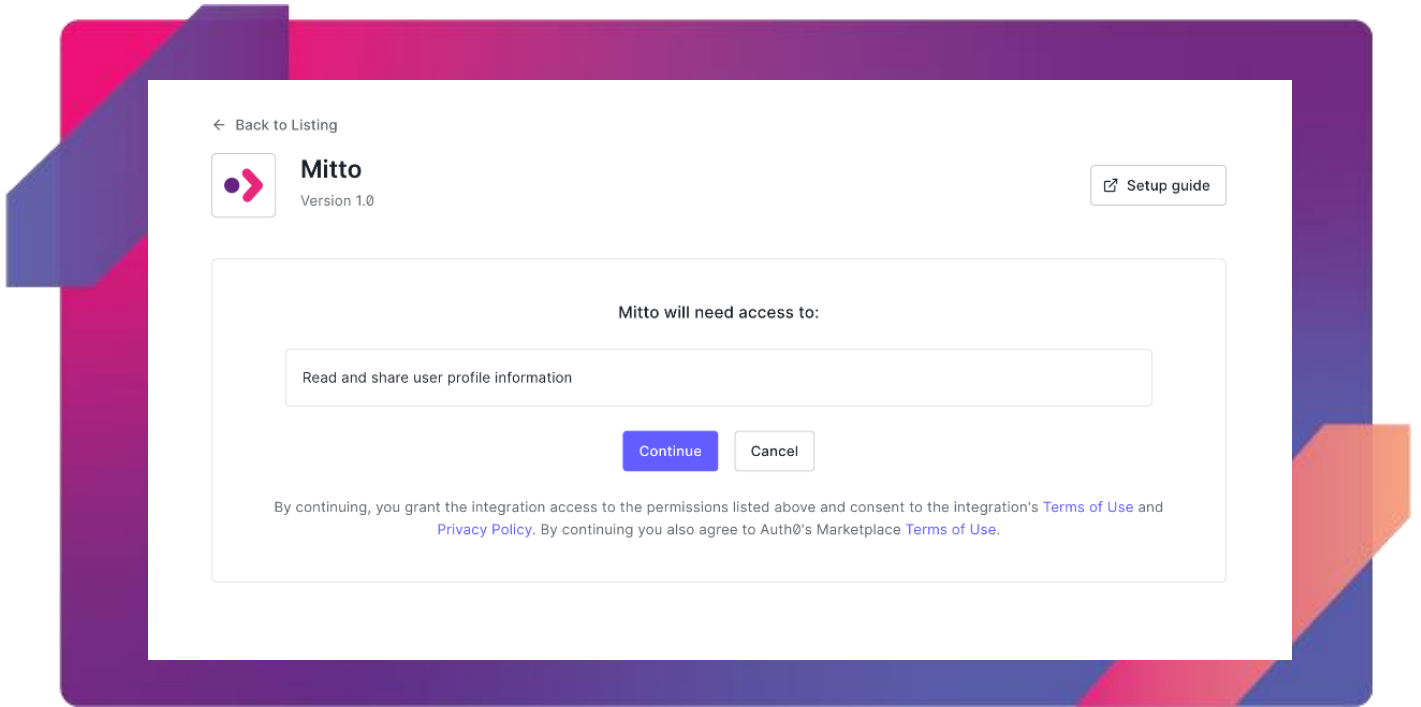 ← Back to Listing
Mitto
Version 1.0
Setup guide
Mitto will need access to:
Read and share user profile information
Continue
Cancel
By continuing, you grant the integration access to the permissions listed above and consent to the integration's Terms of Use and
Privacy Policy. By continuing you also agree to Auth0's Marketplace Terms of Use.